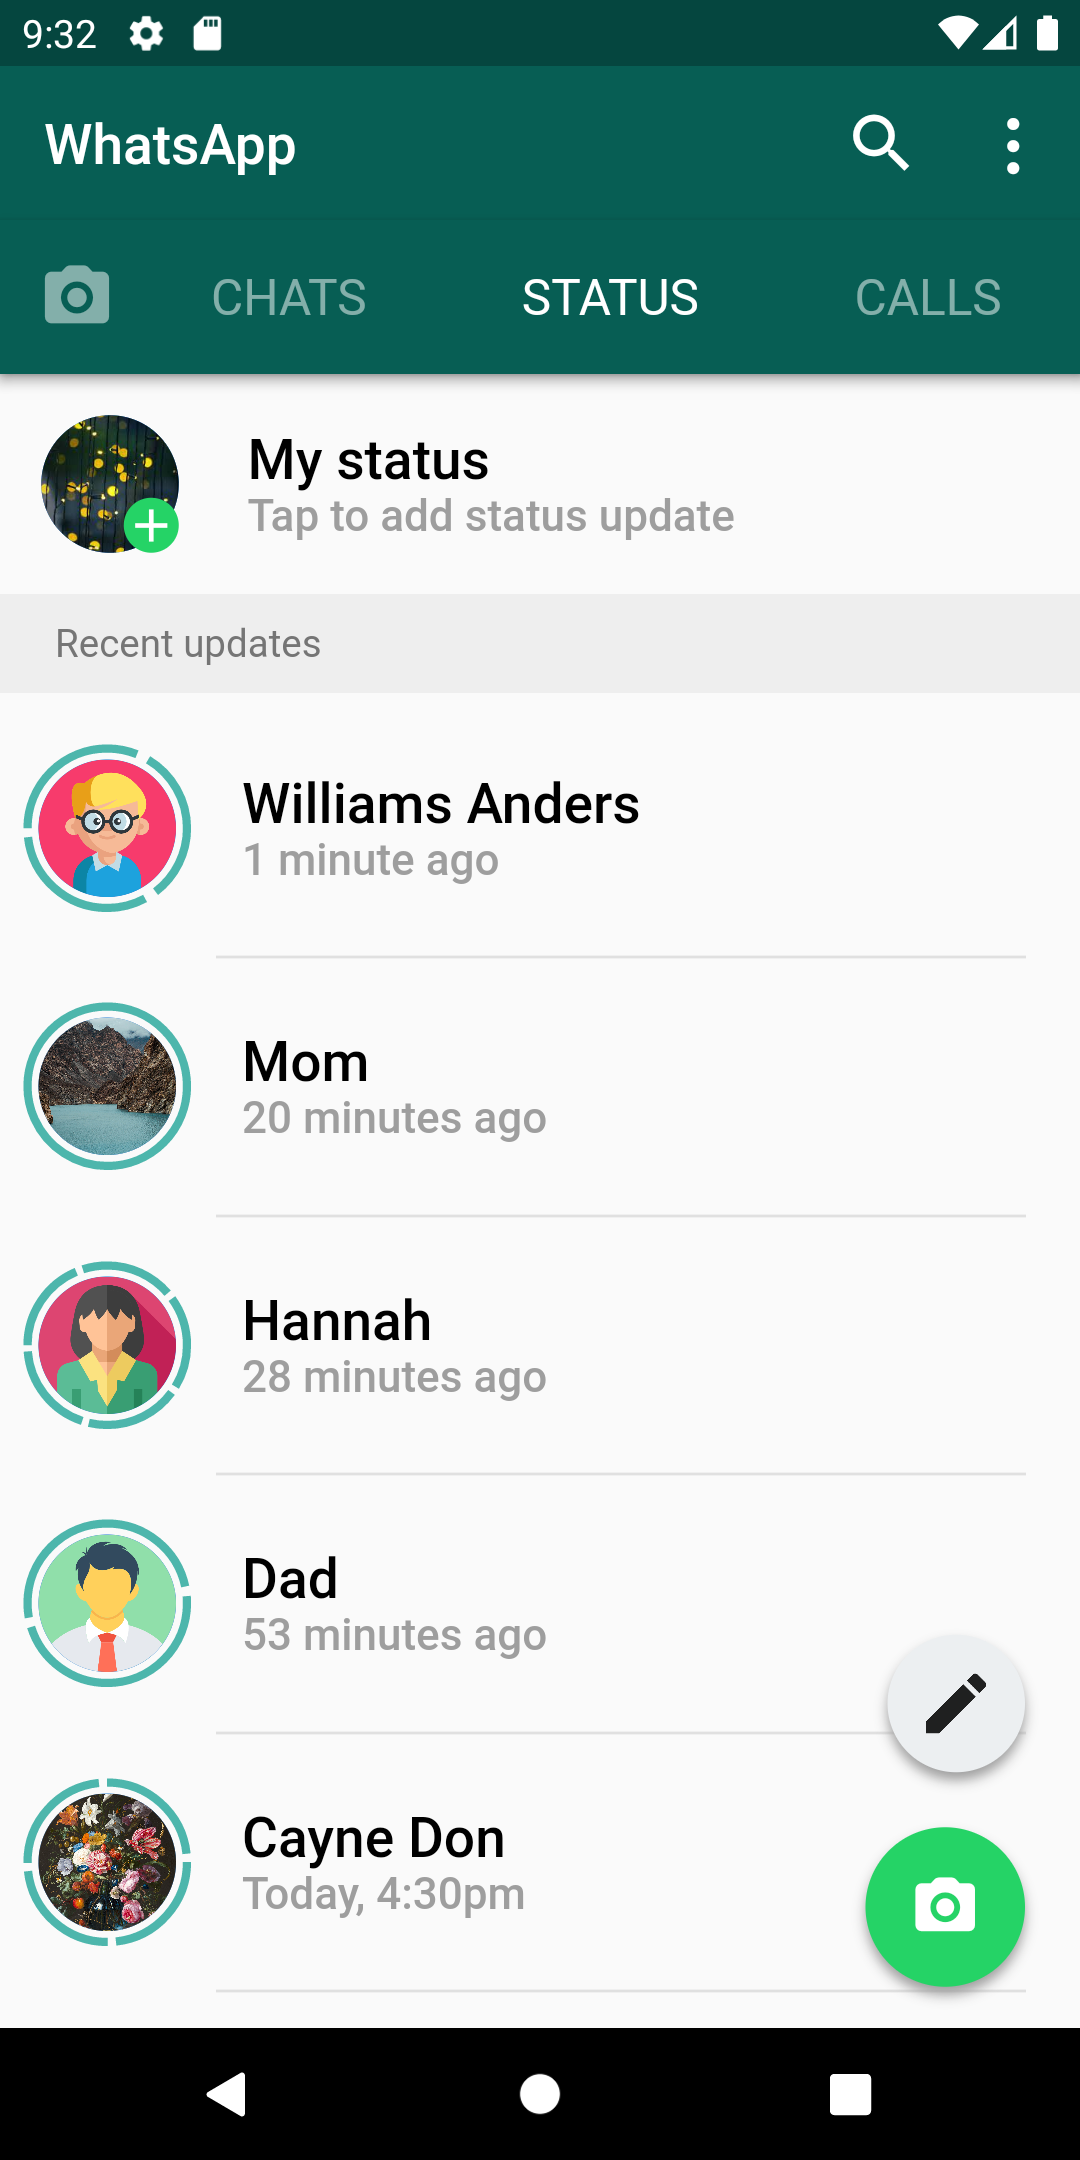 9:32
WhatsApp
CHATS STATUS CALLS
My status
Tap to add status update
Recent updates
Williams Anders
1 minute ago
Mom
20 minutes ago
Hannah
28 minutes ago
Dad
53 minutes ago
Cayne Don
Today, 4:30pm